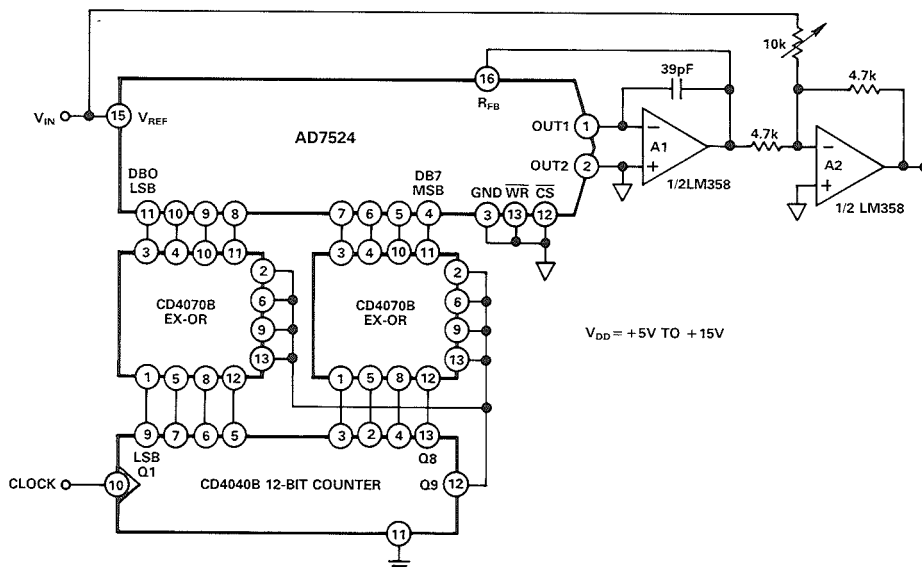 10k
16
RFB
39pF
4.7k
VIN
15
VREF
AD7524
OUT1
1
−
A1
+
4.7k
−
A2
+
OUT2
2
1/2LM358
1/2 LM358
DB0
LSB
DB7
MSB
GND
WR
CS
11
10
9
8
7
6
5
4
3
13
12
3
4
10
11
3
4
10
11
2
6
9
13
2
6
9
13
CD4070B
EX-OR
CD4070B
EX-OR
VDD = +5V TO +15V
1
5
8
12
1
5
8
12
9
7
6
5
3
2
4
13
LSB
Q1
Q8
CLOCK
10
CD4040B 12-BIT COUNTER
Q9
12
11